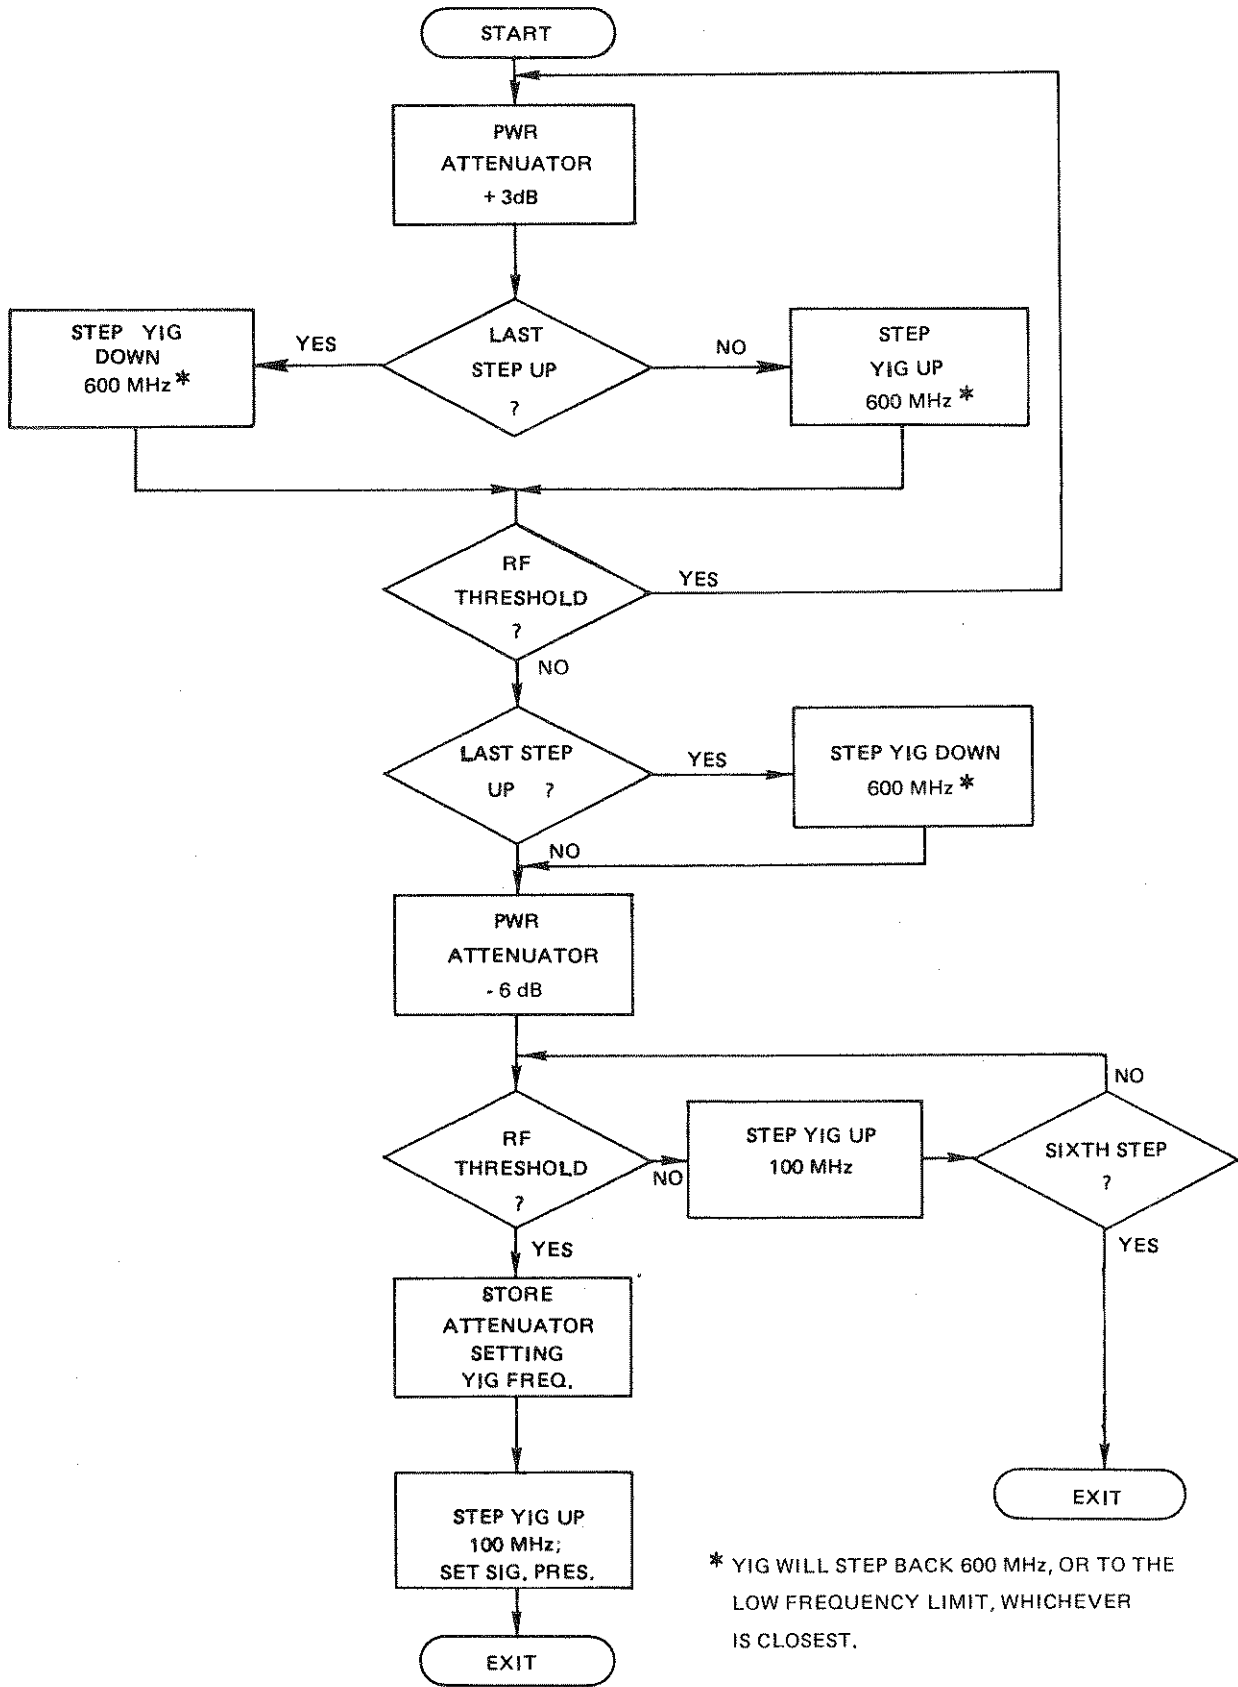 START
PWR
ATTENUATOR
+ 3dB
STEP YIG
DOWN
600 MHz *
YES
LAST
STEP UP
?
NO
STEP
YIG UP
600 MHz *
RF
THRESHOLD
?
YES
NO
LAST STEP
UP ?
YES
STEP YIG DOWN
600 MHz *
NO
PWR
ATTENUATOR
- 6 dB
RF
THRESHOLD
?
NO
STEP YIG UP
100 MHz
SIXTH STEP
?
NO
YES
YES
STORE
ATTENUATOR
SETTING
YIG FREQ.
STEP YIG UP
100 MHz;
SET SIG. PRES.
EXIT
EXIT
* YIG WILL STEP BACK 600 MHz, OR TO THE
LOW FREQUENCY LIMIT, WHICHEVER
IS CLOSEST.